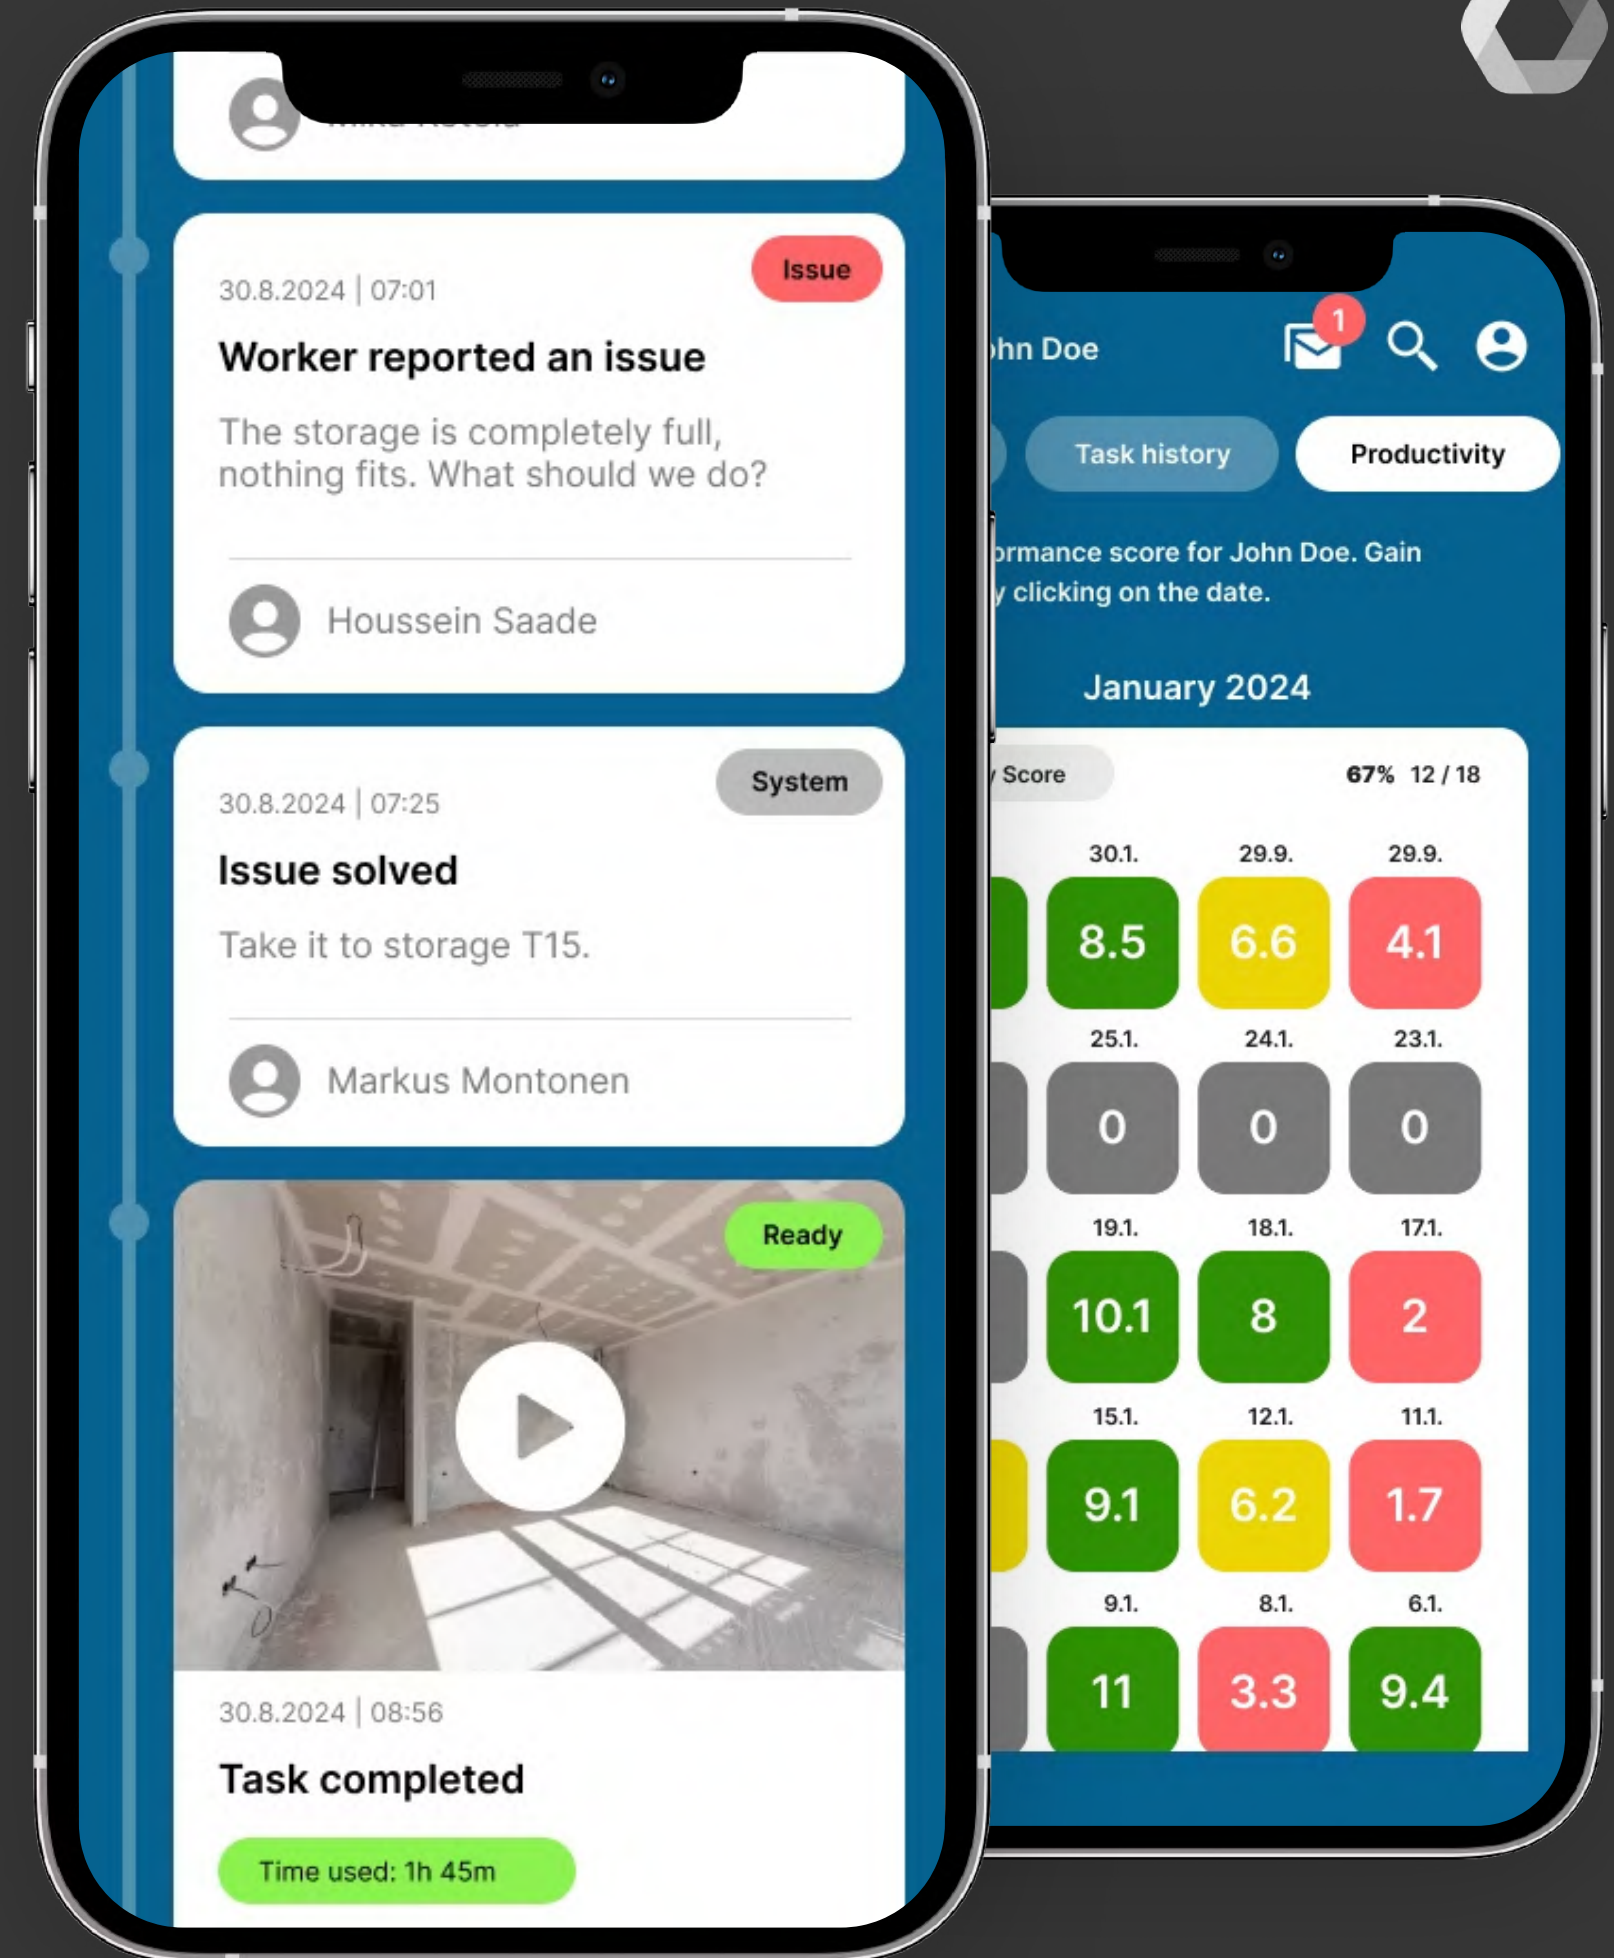 30.8.2024 | 07:01
Issue
Worker reported an issue
The storage is completely full,
nothing fits. What should we do?
Houssein Saade
30.8.2024 | 07:25
System
Issue solved
Take it to storage T15.
Markus Montonen
Ready
30.8.2024 | 08:56
Task completed
Time used: 1h 45m
Doe
1
Task history
Productivity
score for John Doe. Gain
clicking on the date.
January 2024
Score
67% 12 / 18
30.1. 29.9. 29.9.
8.5 6.6 4.1
25.1. 24.1. 23.1.
0 0 0
19.1. 18.1. 17.1.
10.1 8 2
15.1. 12.1. 11.1.
9.1 6.2 1.7
9.1. 8.1. 6.1.
11 3.3 9.4